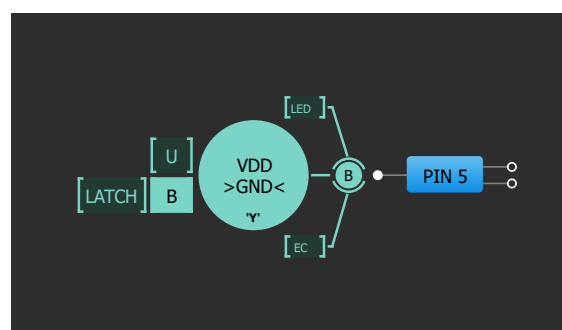 [LED]
[U]
VDD
>GND<
B
PIN 5
[LATCH]
B
'Y'
[EC]